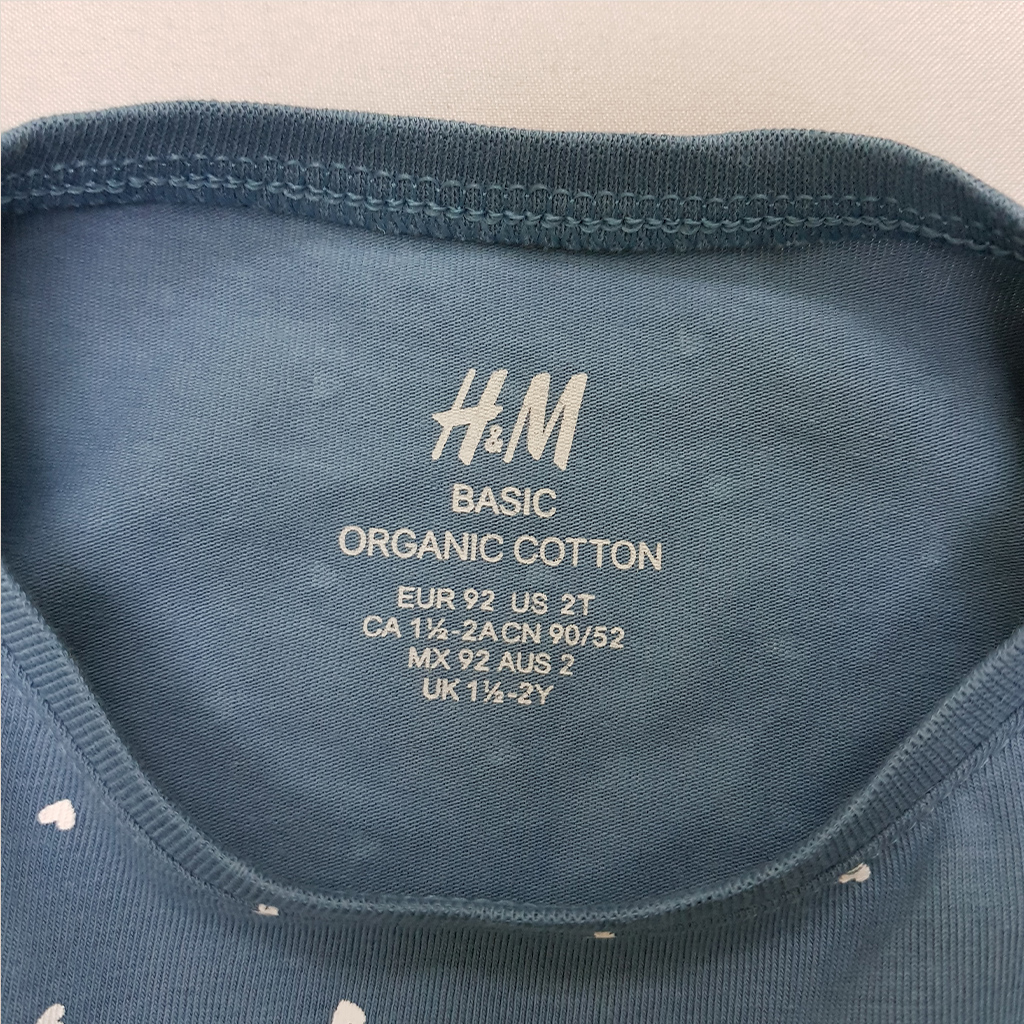 H&M
BASIC
ORGANIC COTTON
EUR 92 US 2T
CA 1½-2A CN 90/52
MX 92 AUS 2
UK 1½-2Y